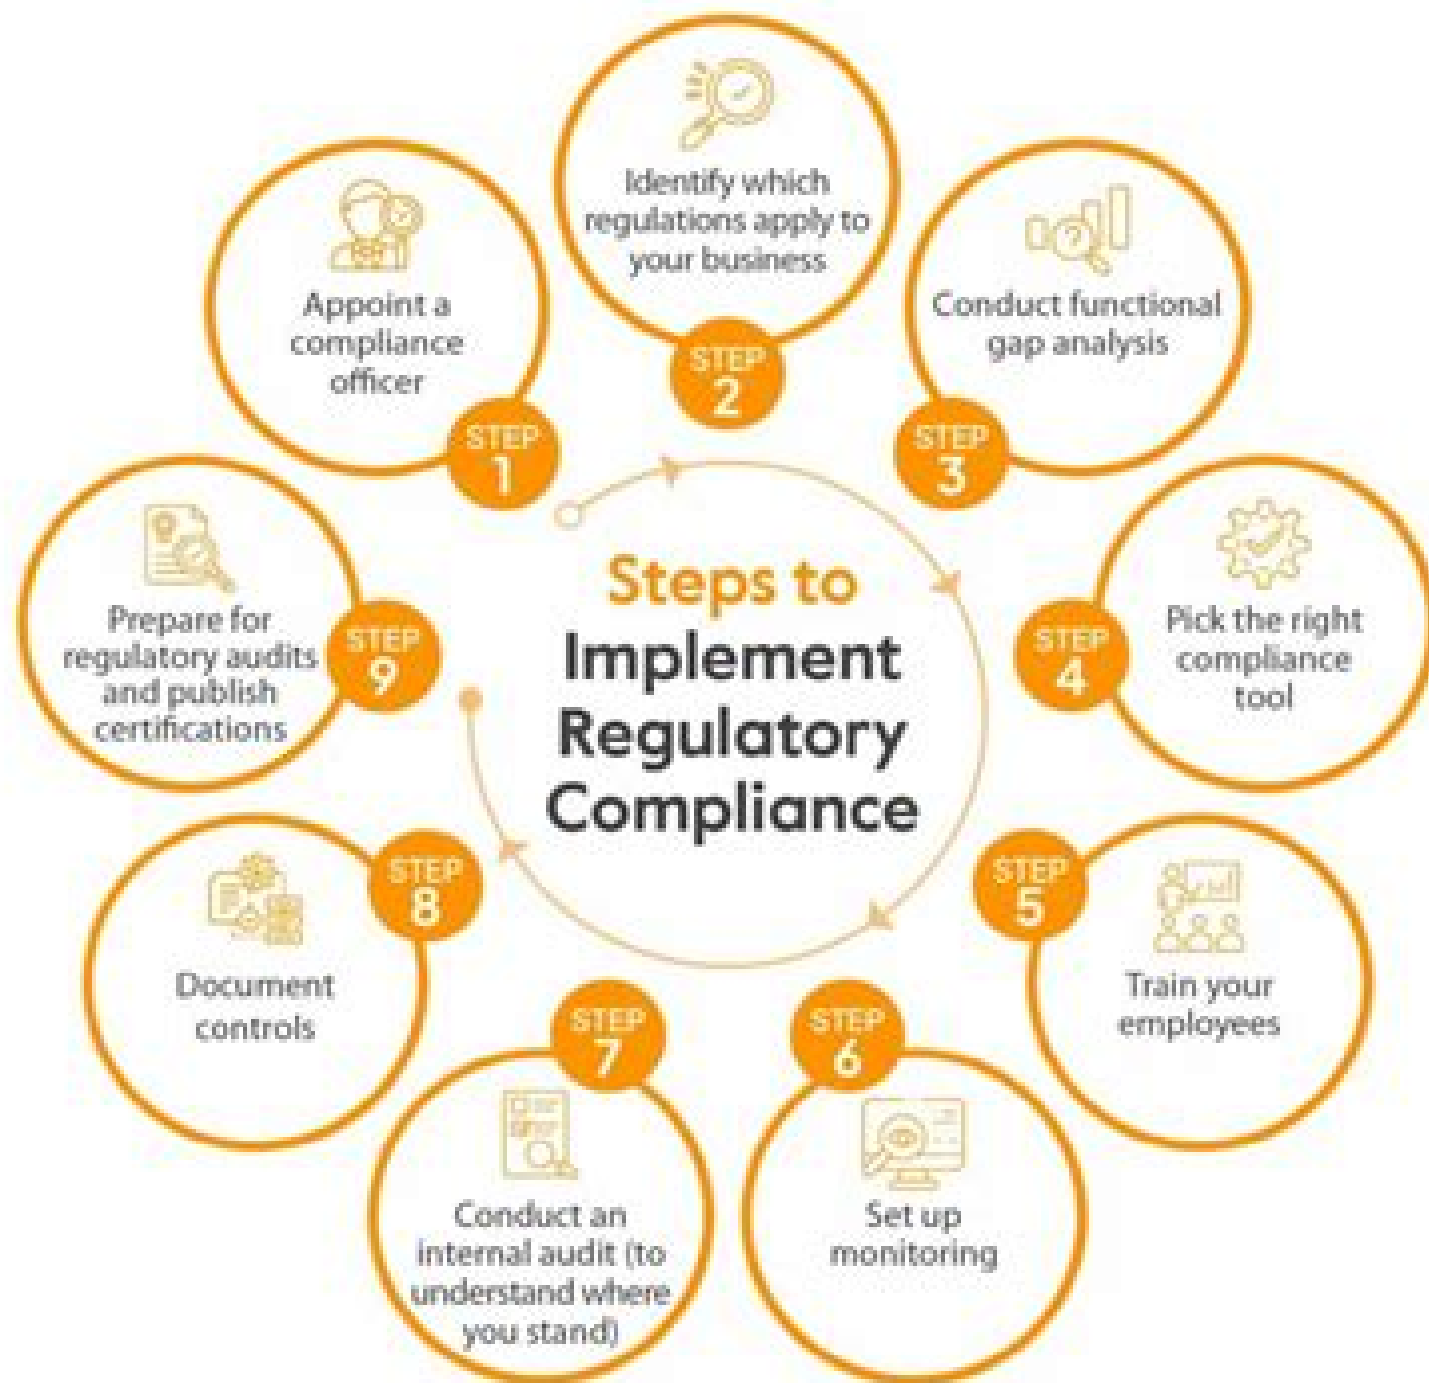 Steps to
Implement
Regulatory
Compliance
Appoint a
compliance
officer
STEP
1
Identify which
regulations apply to
your business
STEP
2
Conduct functional
gap analysis
STEP
3
Pick the right
compliance
tool
STEP
4
Train your
employees
STEP
5
Set up
monitoring
STEP
6
Conduct an
internal audit (to
understand where
you stand)
STEP
7
Document
controls
STEP
8
Prepare for
regulatory audits
and publish
certifications
STEP
9